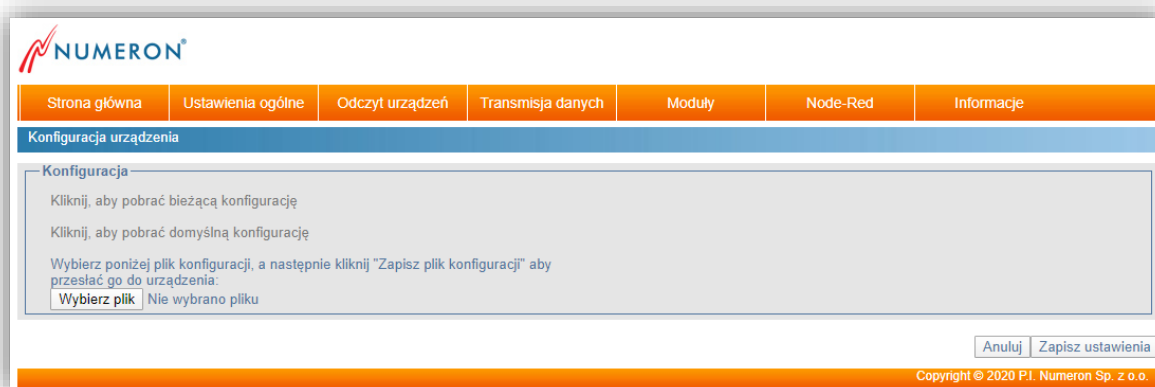 NUMERON®
Strona główna Ustawienia ogólne Odczyt urządzeń Transmisja danych Moduły Node-Red Informacje
Konfiguracja urządzenia
Konfiguracja
Kliknij, aby pobrać bieżącą konfigurację
Kliknij, aby pobrać domyślną konfigurację
Wybierz poniżej plik konfiguracji, a następnie kliknij "Zapisz plik konfiguracji" aby
przesłać go do urządzenia:
Wybierz plik Nie wybrano pliku
Anuluj Zapisz ustawienia
Copyright © 2020 P.I. Numeron Sp. z o.o.